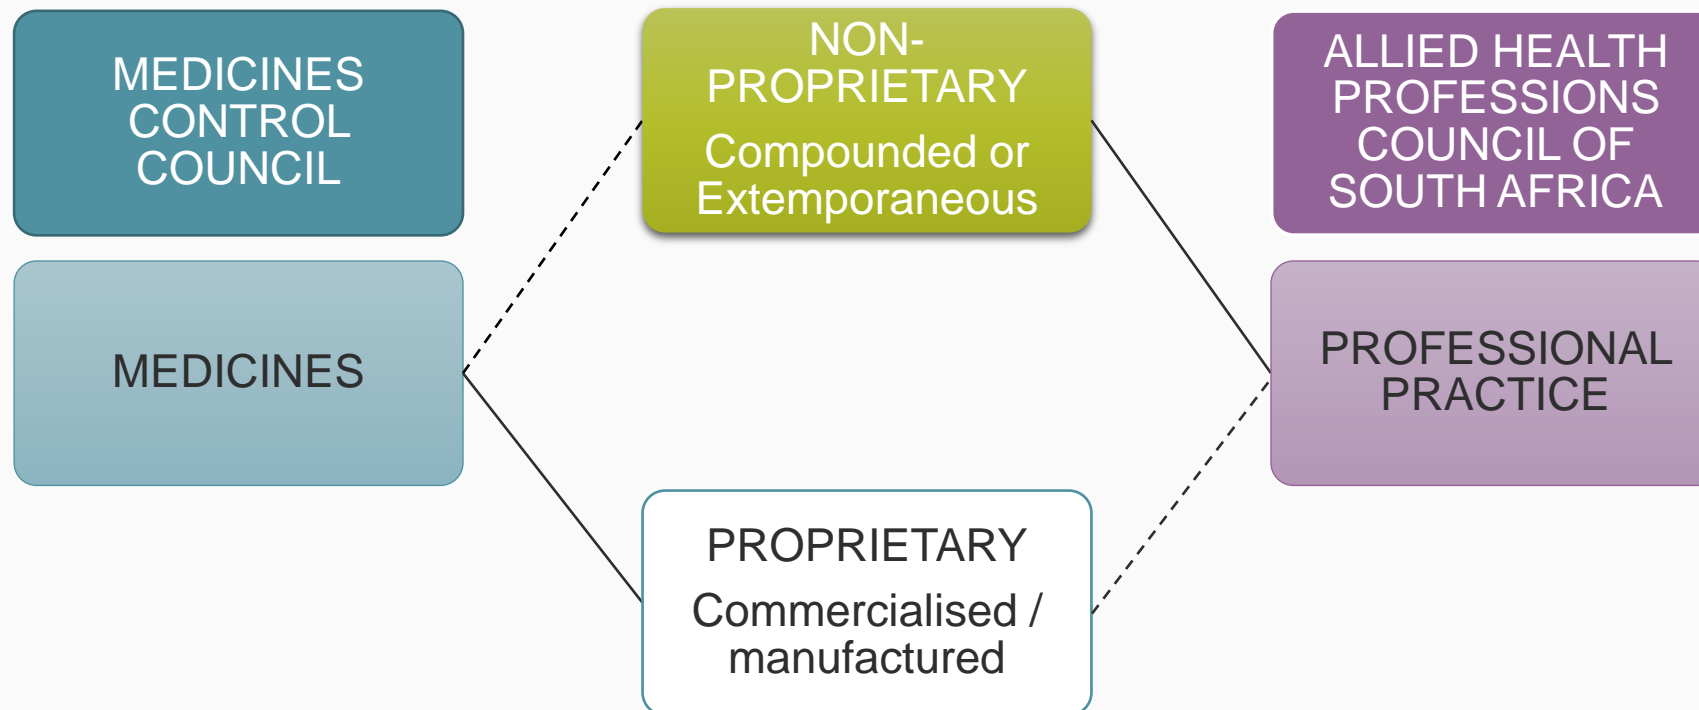 MEDICINES
CONTROL
COUNCIL
NON-
PROPRIETARY
Compounded or
Extemporaneous
ALLIED HEALTH
PROFESSIONS
COUNCIL OF
SOUTH AFRICA
MEDICINES
PROFESSIONAL
PRACTICE
PROPRIETARY
Commercialised /
manufactured